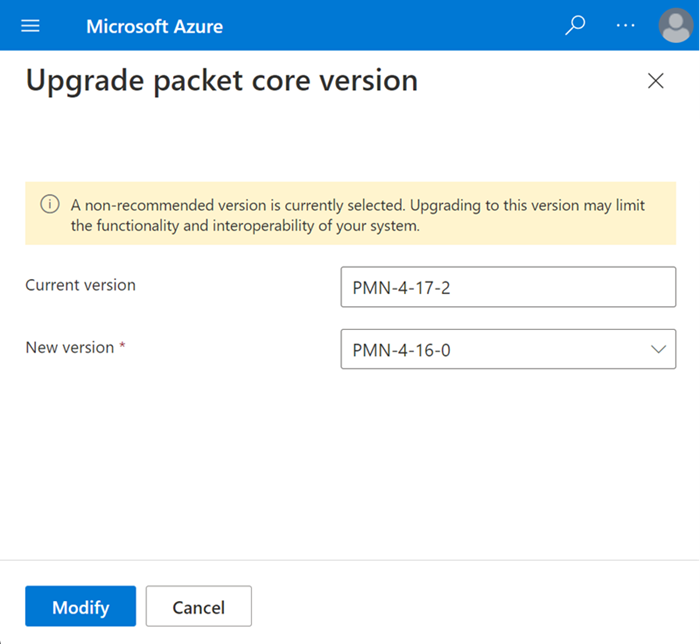 Microsoft Azure
Upgrade packet core version
A non-recommended version is currently selected. Upgrading to this version may limit
the functionality and interoperability of your system.
Current version
PMN-4-17-2
New version *
PMN-4-16-0
Modify
Cancel